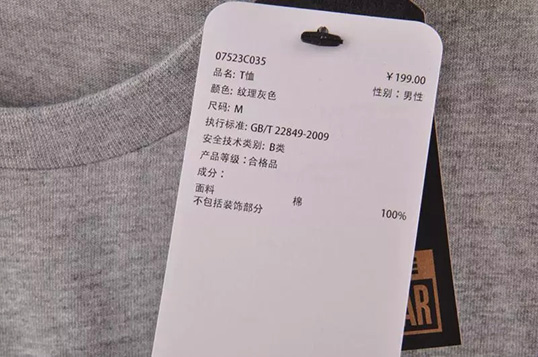 07523C035
品名: T恤 ￥199.00
颜色: 紋理灰色 性别：男性
尺码: M
执行标准: GB/T 22849-2009
安全技术类别: B类
产品等级：合格品
成分：
面料 棉 100%
不包括装饰部分
E
AR